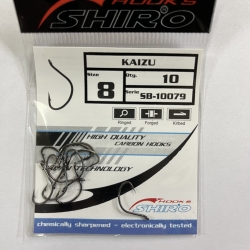 HOOKS
SHIRO
KAIZU
Size
8
Qty.
10
Serie
SB-10079
Ringed
Forged
Kirbed
HIGH QUALITY
CARBON HOOKS
TECHNOLOGY
HOOKS
SHIRO
chemically sharpened - electronically tested